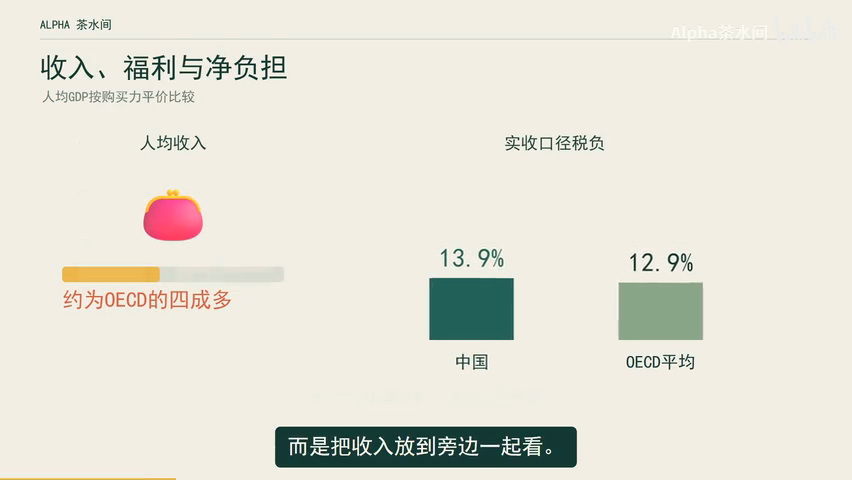 ALPHA 茶水间
Alpha茶水间
收入、福利与净负担
人均GDP按购买力平价比较
人均收入
实收口径税负
13.9%
12.9%
约为OECD的四成多
中国
OECD平均
而是把收入放到旁边一起看。